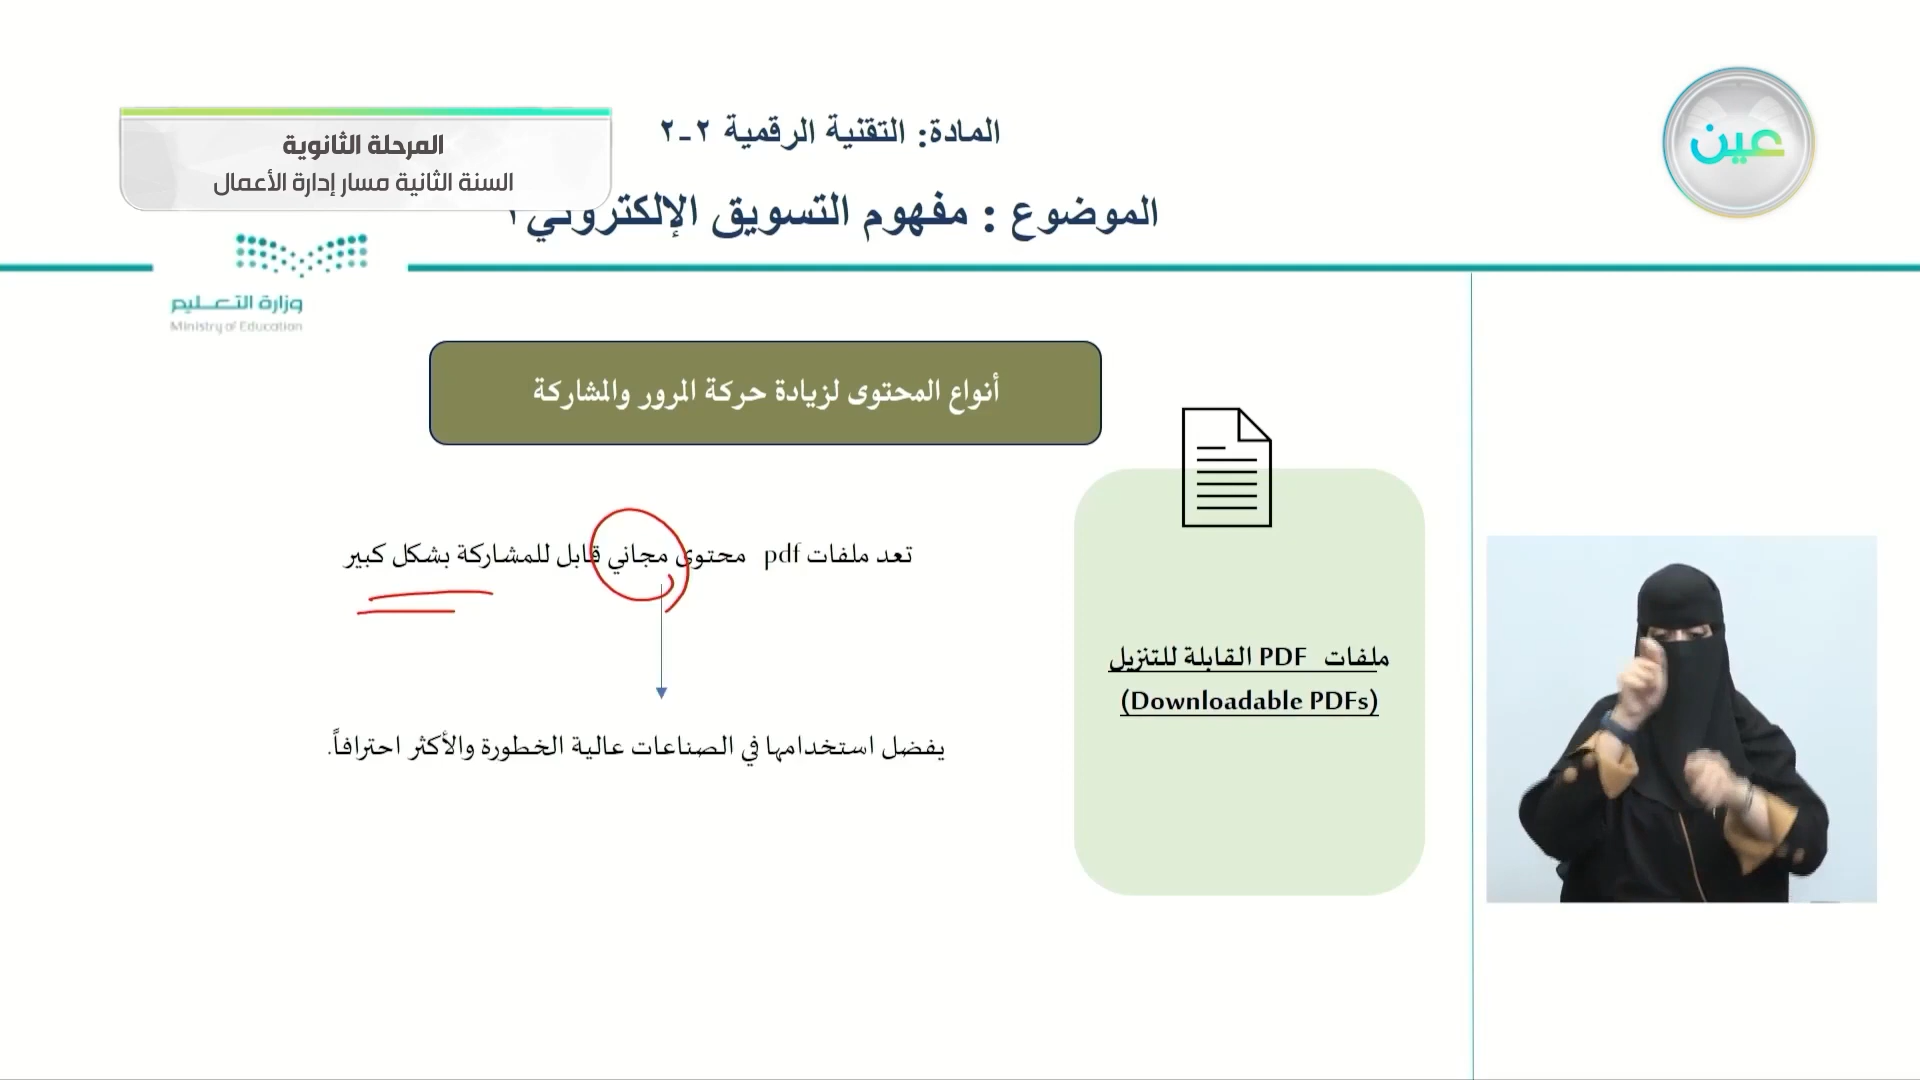 المرحلة الثانوية
السنة الثانية مسار إدارة الأعمال
المادة: التقنية الرقمية ٢-٢
عين
الموضوع : مفهوم التسويق الإلكتروني
وزارة التعليم
Ministry of Education
أنواع المحتوى لزيادة حركة المرور والمشاركة
تعد ملفات pdf محتوى مجاني قابل للمشاركة بشكل كبير
يفضل استخدامها في الصناعات عالية الخطورة والأكثر احترافاً.
ملفات PDF القابلة للتنزيل
(Downloadable PDFs)